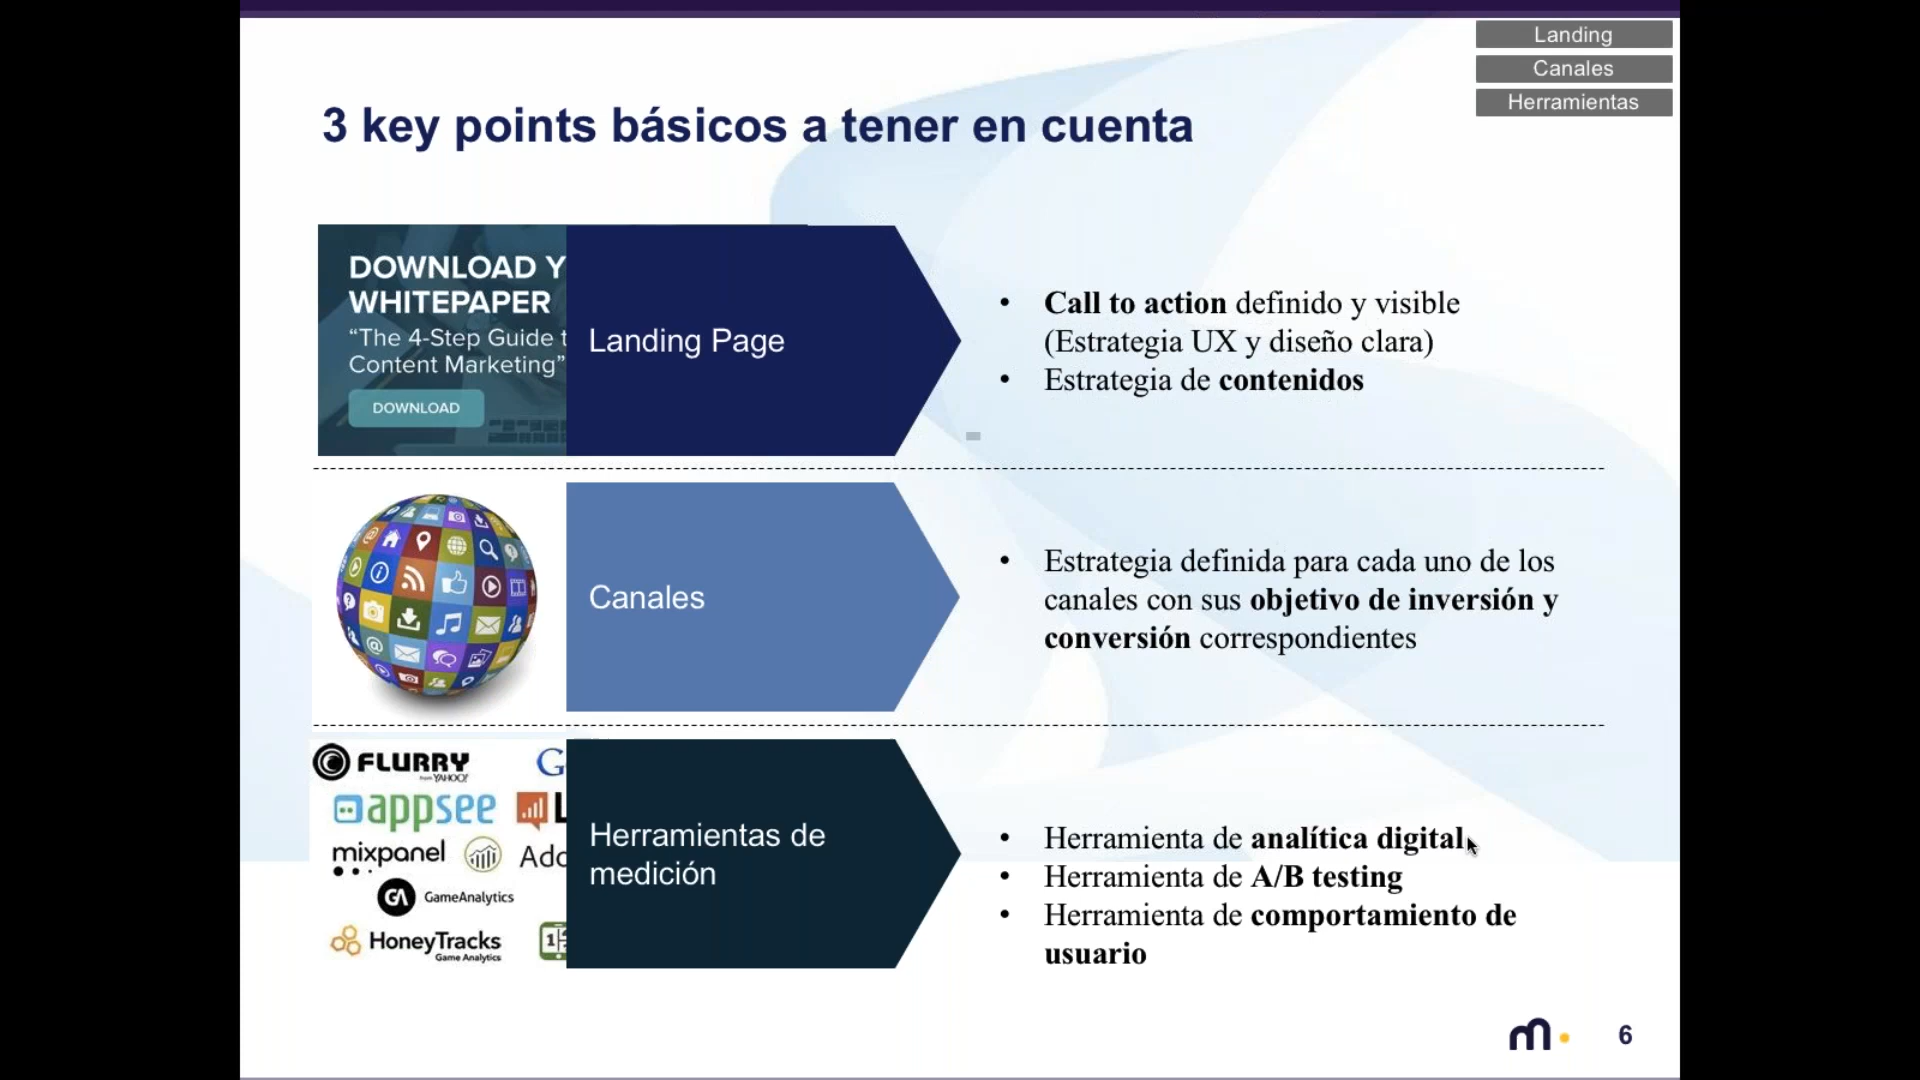 Landing
Canales
Herramientas
3 key points básicos a tener en cuenta
DOWNLOAD Y
WHITEPAPER
“The 4-Step Guide t
Content Marketing”
DOWNLOAD
Landing Page
• Call to action definido y visible
(Estrategia UX y diseño clara)
• Estrategia de contenidos
Canales
• Estrategia definida para cada uno de los
canales con sus objetivo de inversión y
conversión correspondientes
FLURRY
from YAHOO!
appsee
mixpanel
GameAnalytics
HoneyTracks
Game Analytics
Herramientas de
medición
• Herramienta de analítica digital
• Herramienta de A/B testing
• Herramienta de comportamiento de
usuario
m.
6